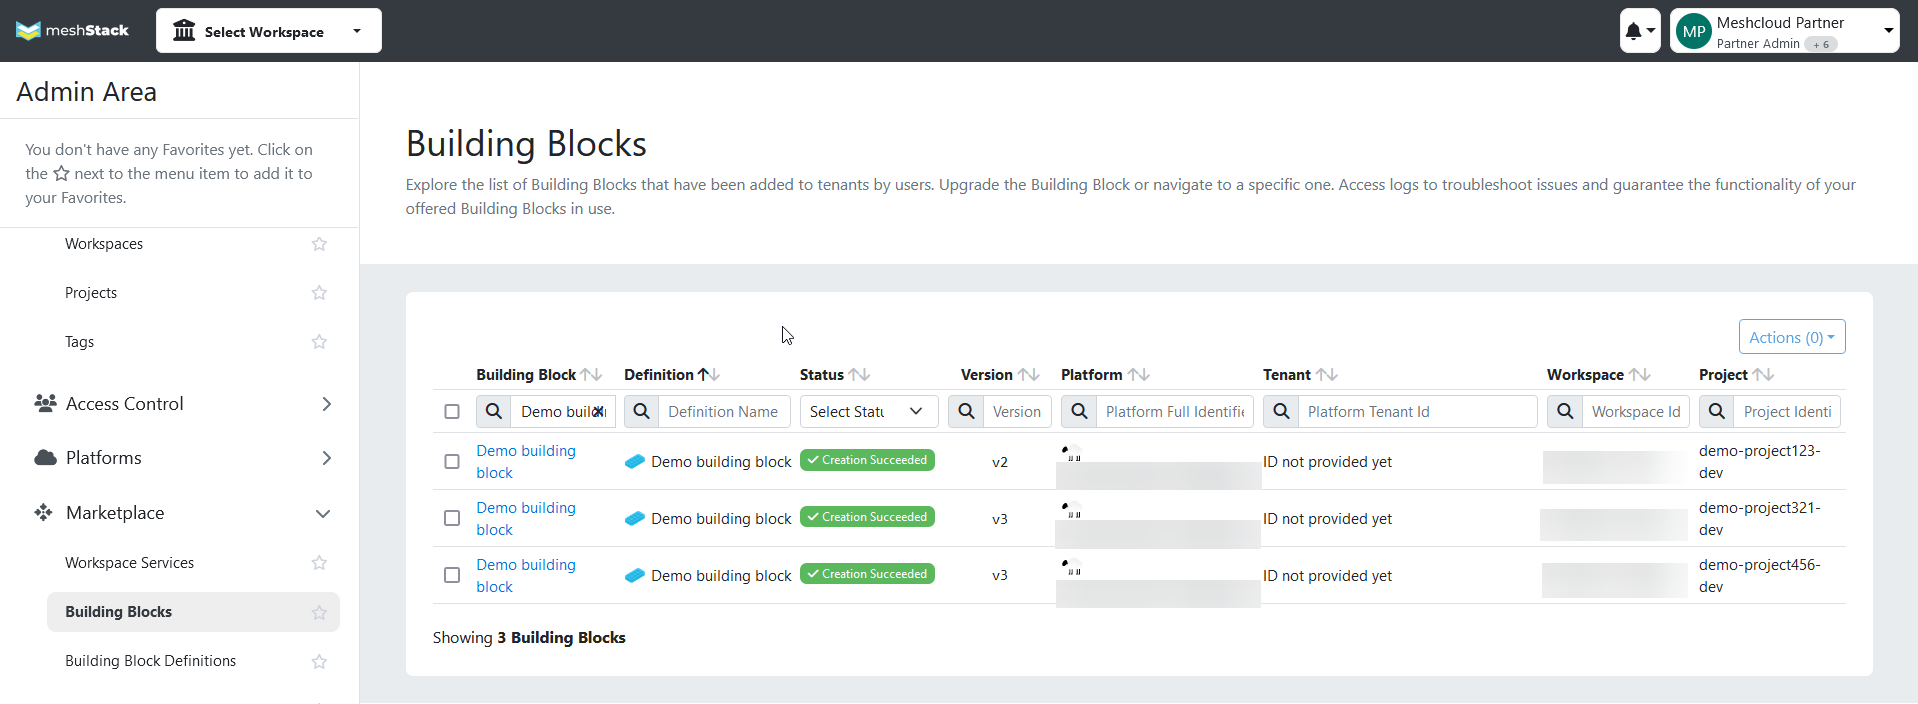 meshStack
Select Workspace
MP
Meshcloud Partner
Partner Admin + 6
Admin Area
You don't have any Favorites yet. Click on
the next to the menu item to add it to
your Favorites.
Workspaces
Projects
Tags
Access Control
Platforms
Marketplace
Workspace Services
Building Blocks
Building Block Definitions
Building Blocks
Explore the list of Building Blocks that have been added to tenants by users. Upgrade the Building Block or navigate to a specific one. Access logs to troubleshoot issues and guarantee the functionality of your
offered Building Blocks in use.
Actions (0)
Building Block Definition Status Version Platform Tenant Workspace Project
Demo buildi Definition Name Select Statu Version Platform Full Identifie Platform Tenant Id Workspace Id Project Identi
Demo building
block
Demo building block Creation Succeeded v2 ID not provided yet
demo-project123-
dev
Demo building
block
Demo building block Creation Succeeded v3 ID not provided yet
demo-project321-
dev
Demo building
block
Demo building block Creation Succeeded v3 ID not provided yet
demo-project456-
dev
Showing 3 Building Blocks